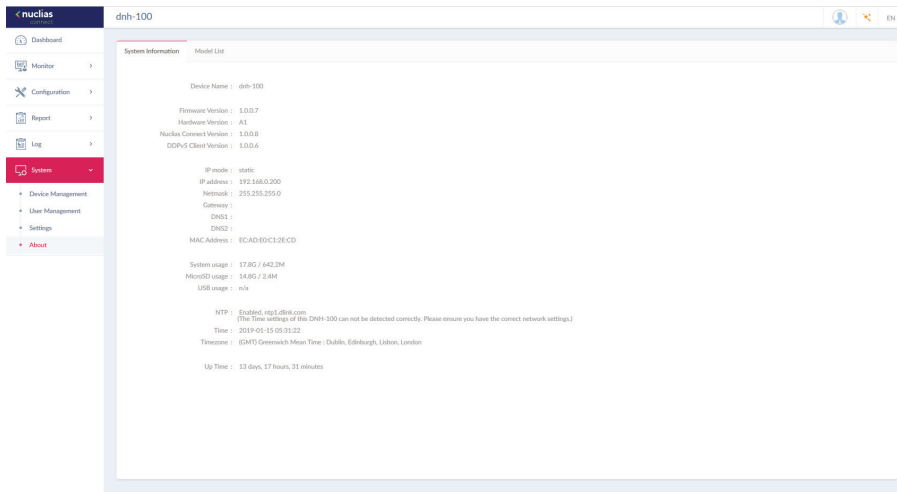 nuclias
connect
dnh-100
EN
Dashboard
Monitor
Configuration
Report
Log
System
Device Management
User Management
Settings
About
System Information
Model List
Device Name : dnh-100
Firmware Version : 1.0.0.7
Hardware Version : A1
Nuclias Connect Version : 1.0.0.8
DDPv5 Client Version : 1.0.0.6
IP mode : static
IP address : 192.168.0.200
Netmask : 255.255.255.0
Gateway :
DNS1 :
DNS2 :
MAC Address : EC:AD:E0:C1:2E:CD
System usage : 17.8G / 642.2M
MicroSD usage : 14.8G / 2.4M
USB usage : n/a
NTP : Enabled, ntp1.dlink.com
(The Time settings of this DNH-100 can not be detected correctly. Please ensure you have the correct network settings.)
Time : 2019-01-15 05:31:22
Timezone : (GMT) Greenwich Mean Time : Dublin, Edinburgh, Lisbon, London
Up Time : 13 days, 17 hours, 31 minutes